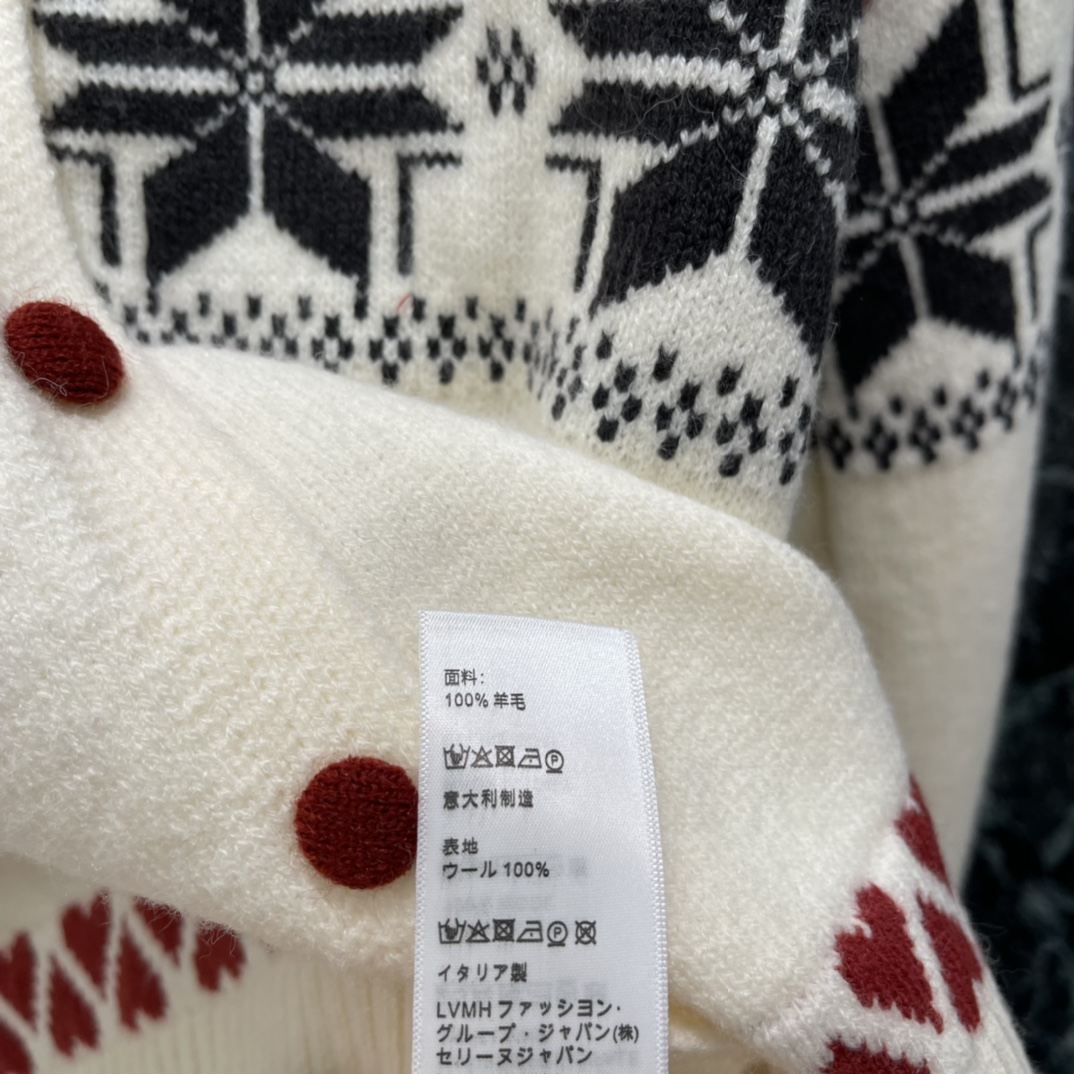 面料:
100% 羊毛
意大利制造
表地
ウール 100%
イタリア製
LVMH ファッション・
グループ・ジャパン(株)
セリーヌジャパン